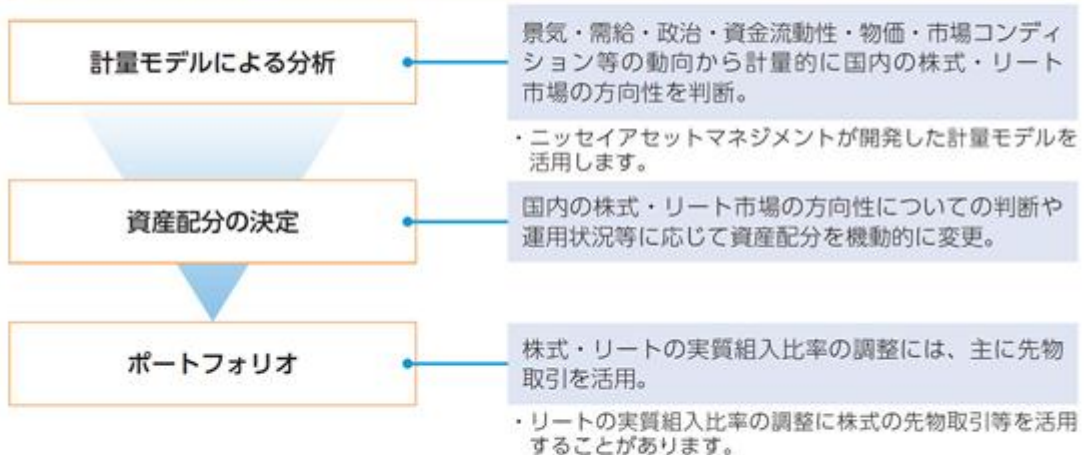 計量モデルによる分析
景気・需給・政治・資金流動性・物価・市場コンディ
ション等の動向から計量的に国内の株式・リート
市場の方向性を判断。
・ニッセイアセットマネジメントが開発した計量モデルを
活用します。
資産配分の決定
国内の株式・リート市場の方向性についての判断や
運用状況等に応じて資産配分を機動的に変更。
ポートフォリオ
株式・リートの実質組入比率の調整には、主に先物
取引を活用。
・リートの実質組入比率の調整に株式の先物取引等を活用
することがあります。